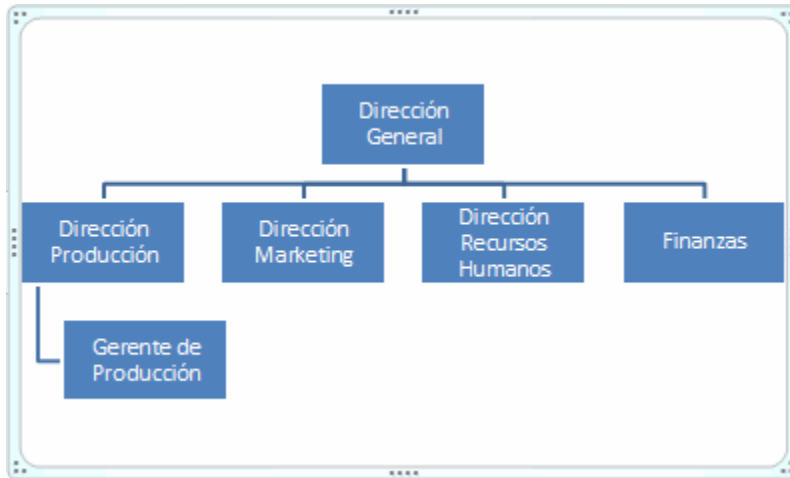 Dirección
General
Dirección
Producción
Dirección
Marketing
Dirección
Recursos
Humanos
Finanzas
Gerente de
Producción